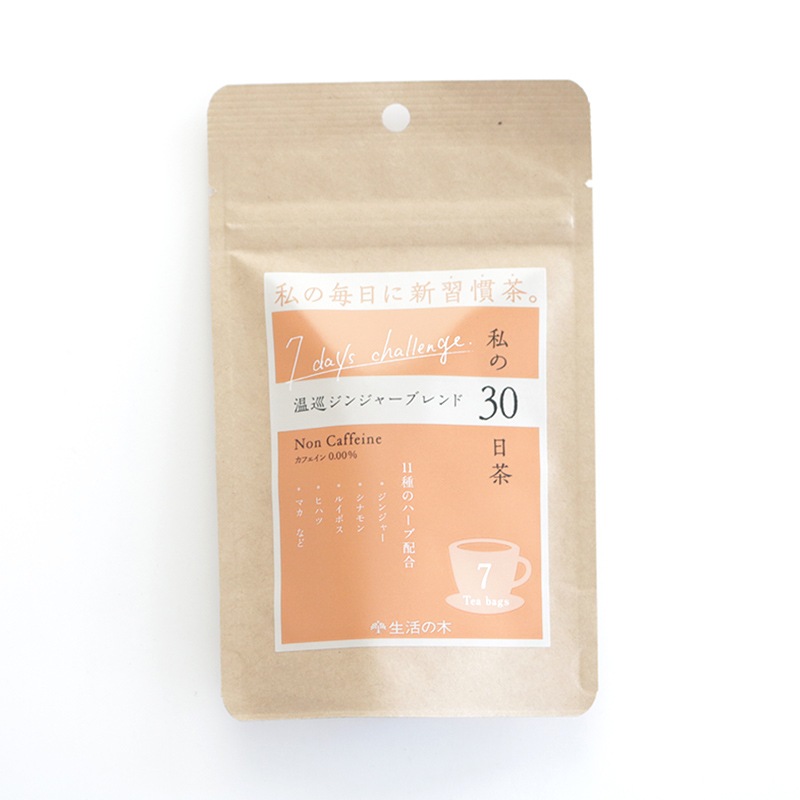 私の毎日に新習慣茶。
7 days challenge.
私の30日茶
温巡ジンジャーブレンド
Non Caffeine
カフェイン 0.00%
11種のハーブ配合
・ジンジャー
・シナモン
・ルイボス
・ヒハツ
・マカ など
7
Tea bags
生活の木